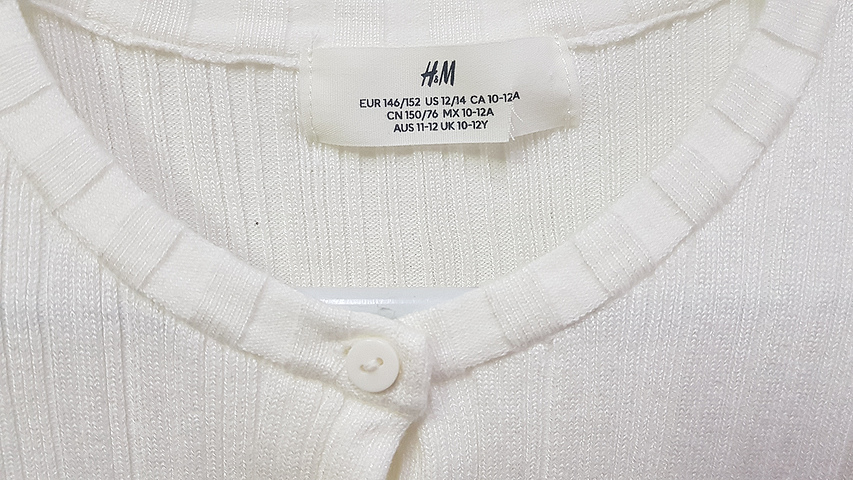 H&M
EUR 146/152 US 12/14 CA 10-12A
CN 150/76 MX 10-12A
AUS 11-12 UK 10-12Y